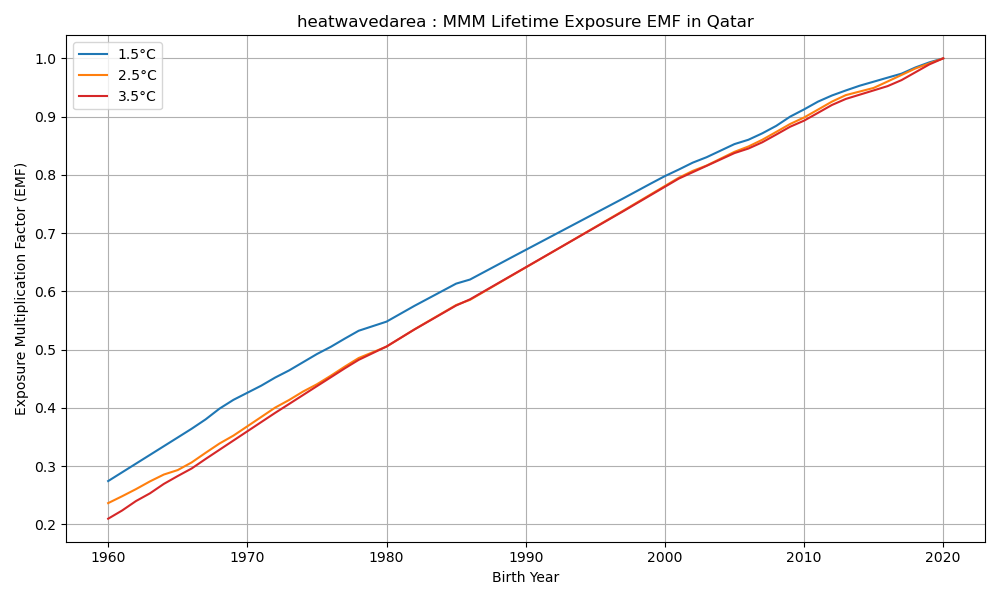 heatwavedarea : MMM Lifetime Exposure EMF in Qatar
1.5°C
2.5°C
3.5°C
Exposure Multiplication Factor (EMF)
1.0
0.9
0.8
0.7
0.6
0.5
0.4
0.3
0.2
1960 1970 1980 1990 2000 2010 2020
Birth Year